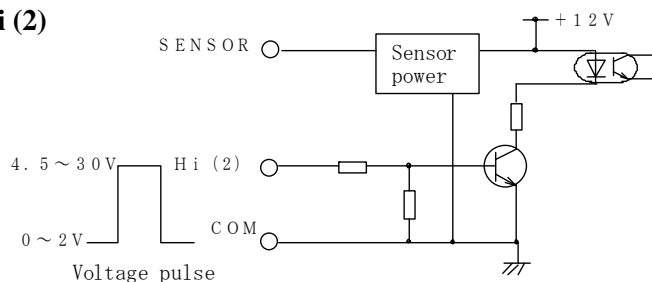 i (2)
+12V
SENSOR
Sensor
power
4.5～30V
Hi (2)
COM
0～2V
Voltage pulse